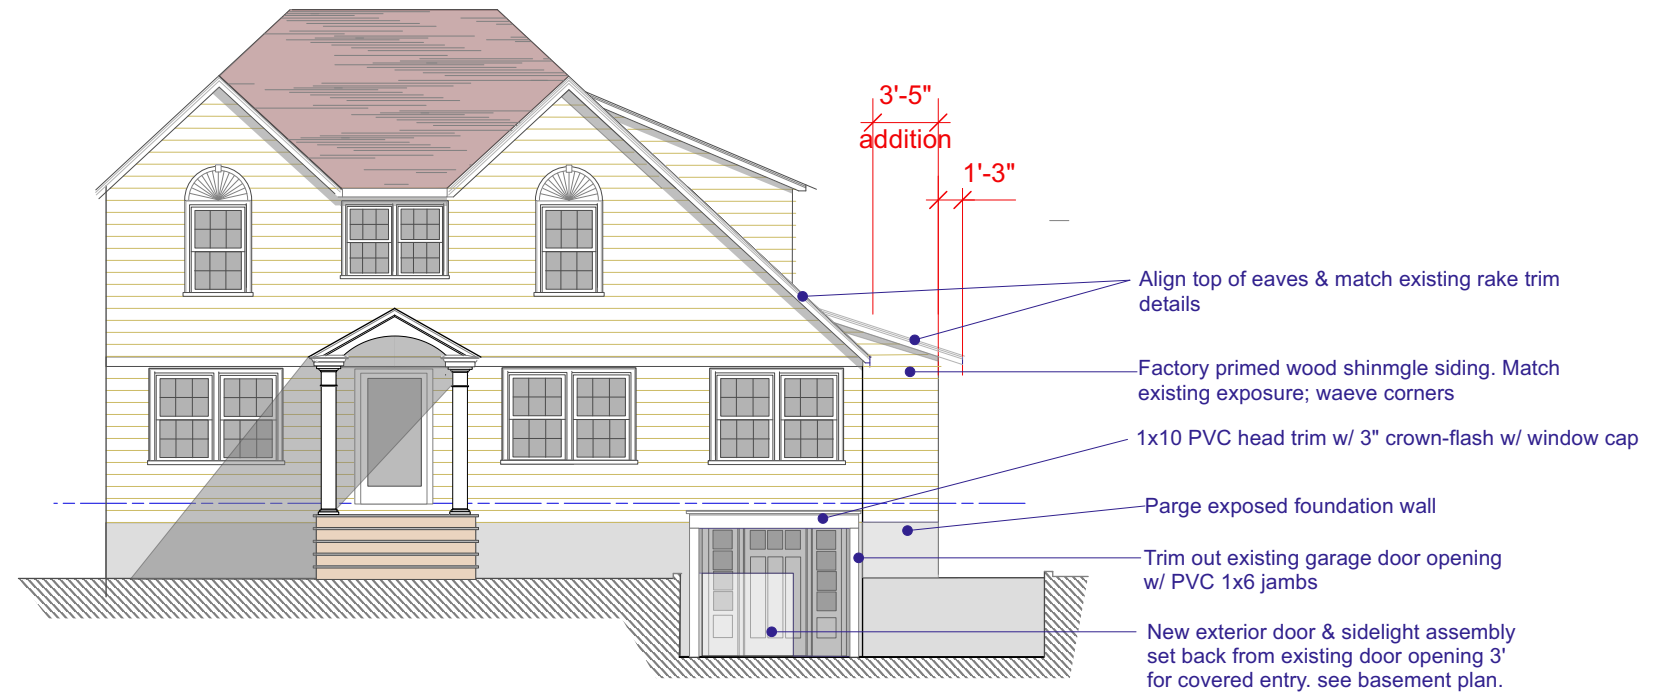 3'-5"
addition
1'-3"
Align top of eaves & match existing rake trim
details
Factory primed wood shinmgle siding. Match
existing exposure; waeve corners
1x10 PVC head trim w/ 3" crown-flash w/ window cap
Parge exposed foundation wall
Trim out existing garage door opening
w/ PVC 1x6 jambs
New exterior door & sidelight assembly
set back from existing door opening 3'
for covered entry. see basement plan.